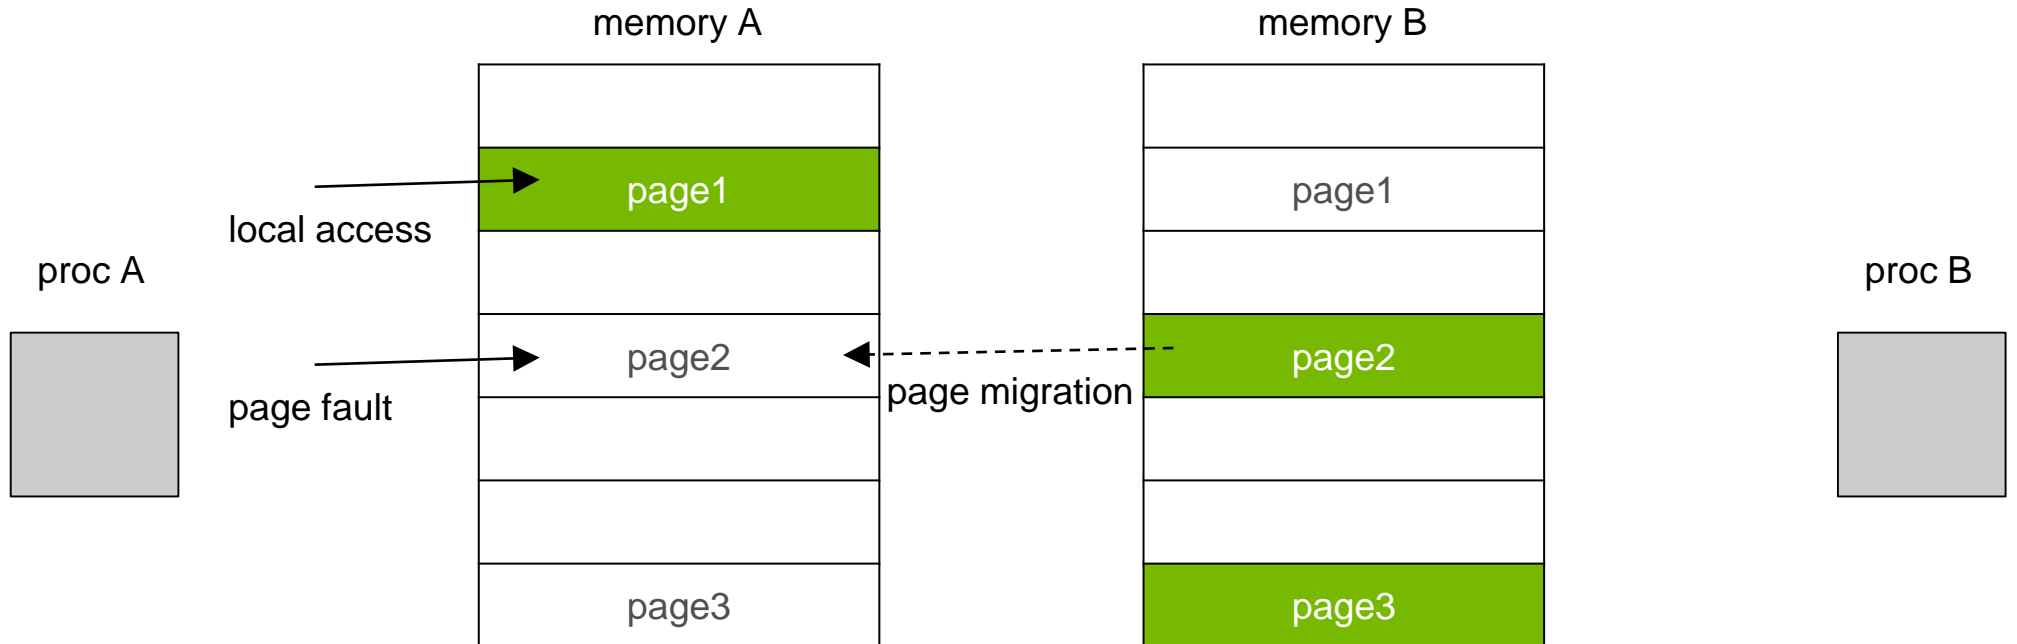 memory A
memory B
page1
page1
local access
proc A
proc B
page2
page2
page migration
page fault
page3
page3